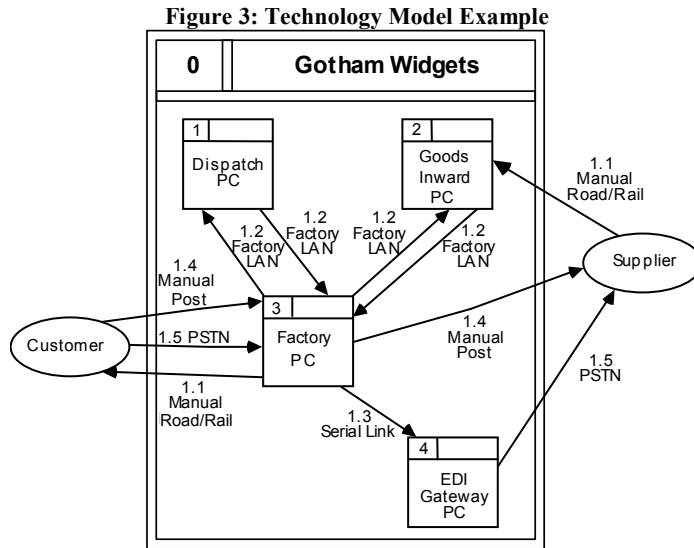 Figure 3: Technology Model Example
0
Gotham Widgets
1
Dispatch
PC
2
Goods
Inward
PC
1.1
Manual
Road/Rail
1.2
Factory
LAN
1.2
Factory
LAN
1.2
Factory
LAN
1.2
Factory
LAN
Supplier
1.4
Manual
Post
3
Factory
PC
Customer
1.5 PSTN
1.4
Manual
Post
1.5
PSTN
1.1
Manual
Road/Rail
1.3
Serial Link
4
EDI
Gateway
PC